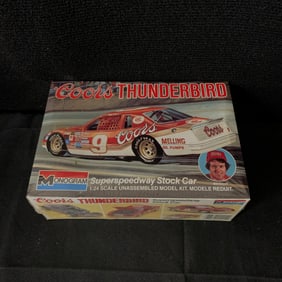 Coors THUNDERBIRD
Coors
Coors
9
MELLING
OIL PUMPS
MONOGRAM
Superspeedway Stock Car
1:24 SCALE UNASSEMBLED MODEL KIT. MODELE REDUIT.
Coors THUNDERBIRD